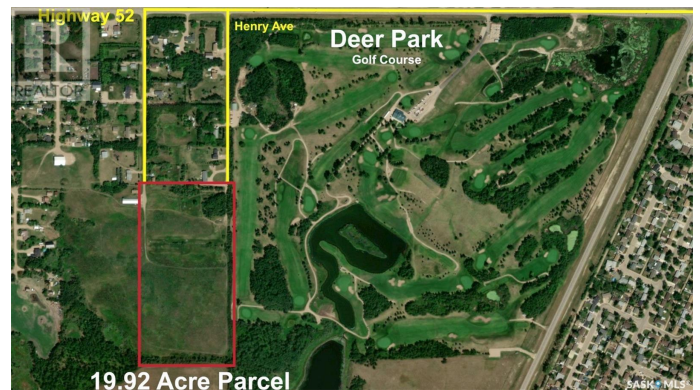 Highway 52
Henry Ave
Deer Park
Golf Course
REALTOR
19.92 Acre Parcel
SASK MLS